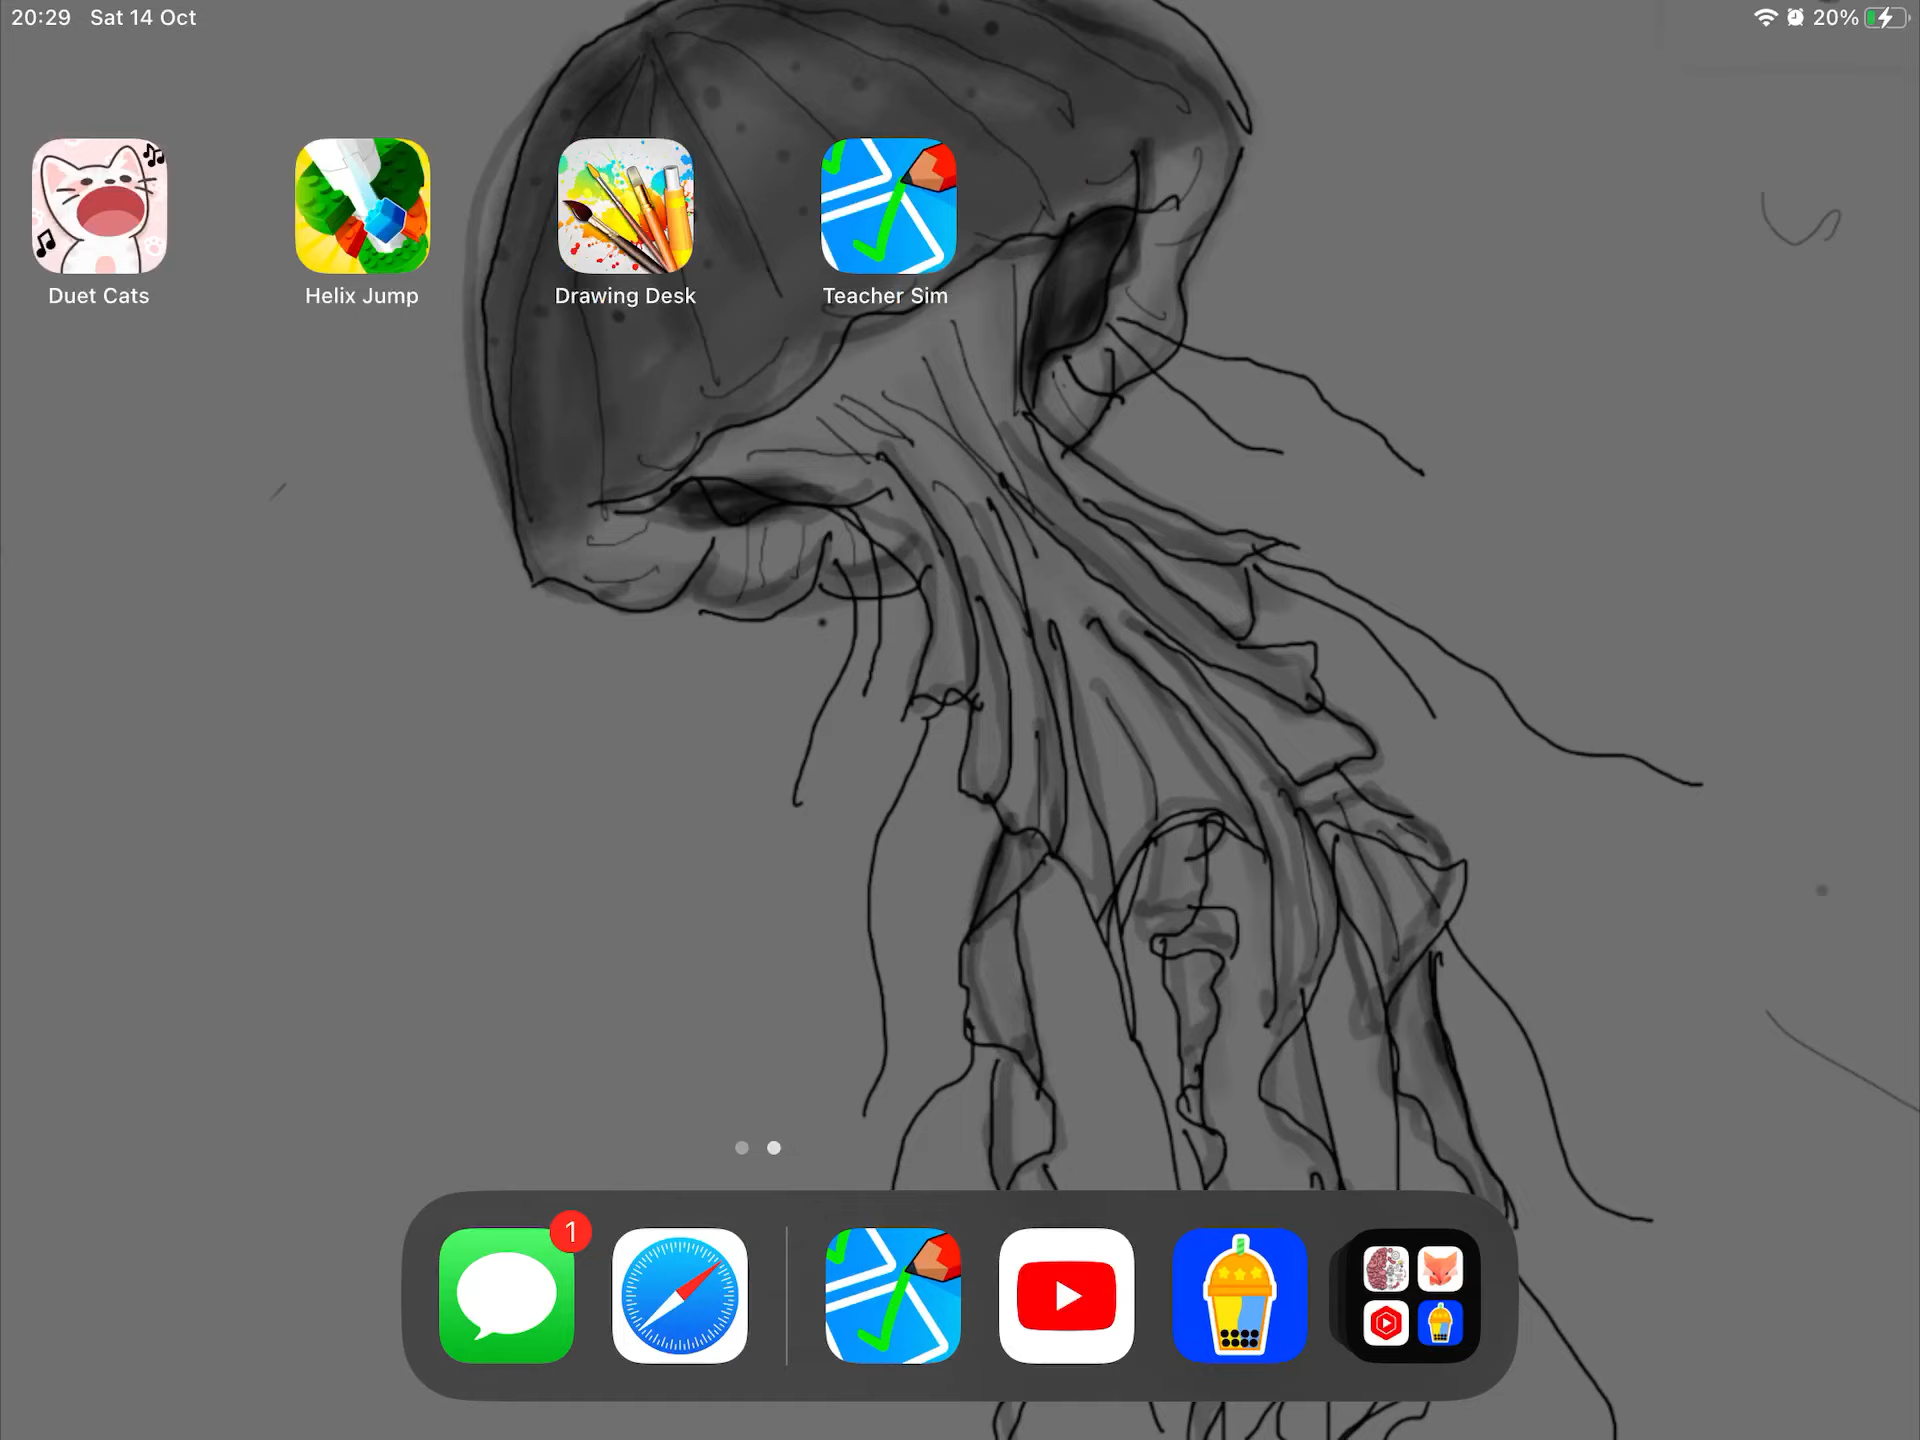 20:29 Sat 14 Oct
20%
Duet Cats
Helix Jump
Drawing Desk
Teacher Sim
1